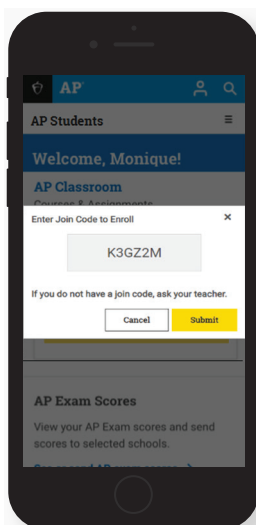 AP
AP Students
Welcome, Monique!
AP Classroom
Courses & Assignments
Enter Join Code to Enroll
K3GZ2M
If you do not have a join code, ask your teacher.
Cancel
Submit
AP Exam Scores
View your AP Exam scores and send
scores to selected schools.